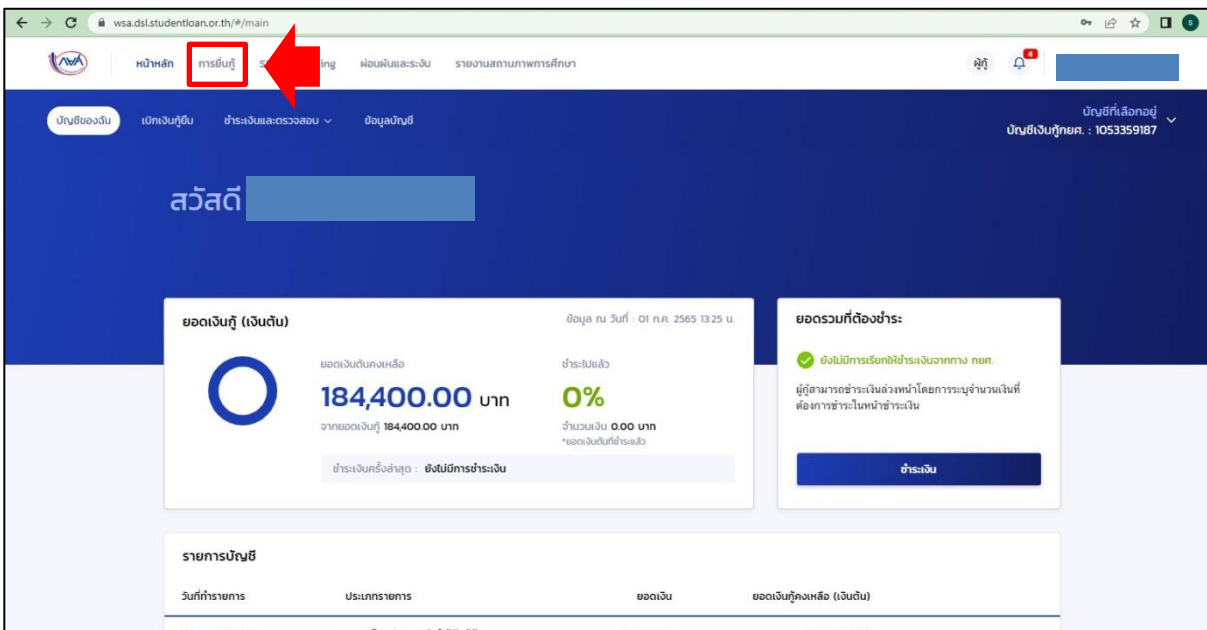 wsa.dsl.studentloan.or.th/#/main
S
กยศ
หน้าหลัก การยื่นกู้ ing ผ่อนผันและระงับ รายงานสถานภาพการศึกษา ผู้กู้ 4
บัญชีของฉัน เบิกเงินกู้ยืม ชำระเงินและตรวจสอบ ข้อมูลบัญชี
บัญชีที่เลือกอยู่
บัญชีเงินกู้กยศ. : 1053359187
สวัสดี
ยอดเงินกู้ (เงินต้น) ข้อมูล ณ วันที่ : 01 ก.ค. 2565 13:25 น.
ยอดเงินต้นคงเหลือ ชำระไปแล้ว
184,400.00 บาท 0%
จากยอดเงินกู้ 184,400.00 บาท จำนวนเงิน 0.00 บาท
*ยอดเงินต้นที่ชำระแล้ว
ชำระเงินครั้งล่าสุด : ยังไม่มีการชำระเงิน
ยอดรวมที่ต้องชำระ
ยังไม่มีการเรียกให้ชำระเงินจากทาง กยศ.
ผู้กู้สามารถชำระเงินล่วงหน้าโดยการระบุจำนวนเงินที่
ต้องการชำระในหน้าชำระเงิน
ชำระเงิน
รายการบัญชี
วันที่ทำรายการ ประเภทรายการ ยอดเงิน ยอดเงินกู้คงเหลือ (เงินต้น)